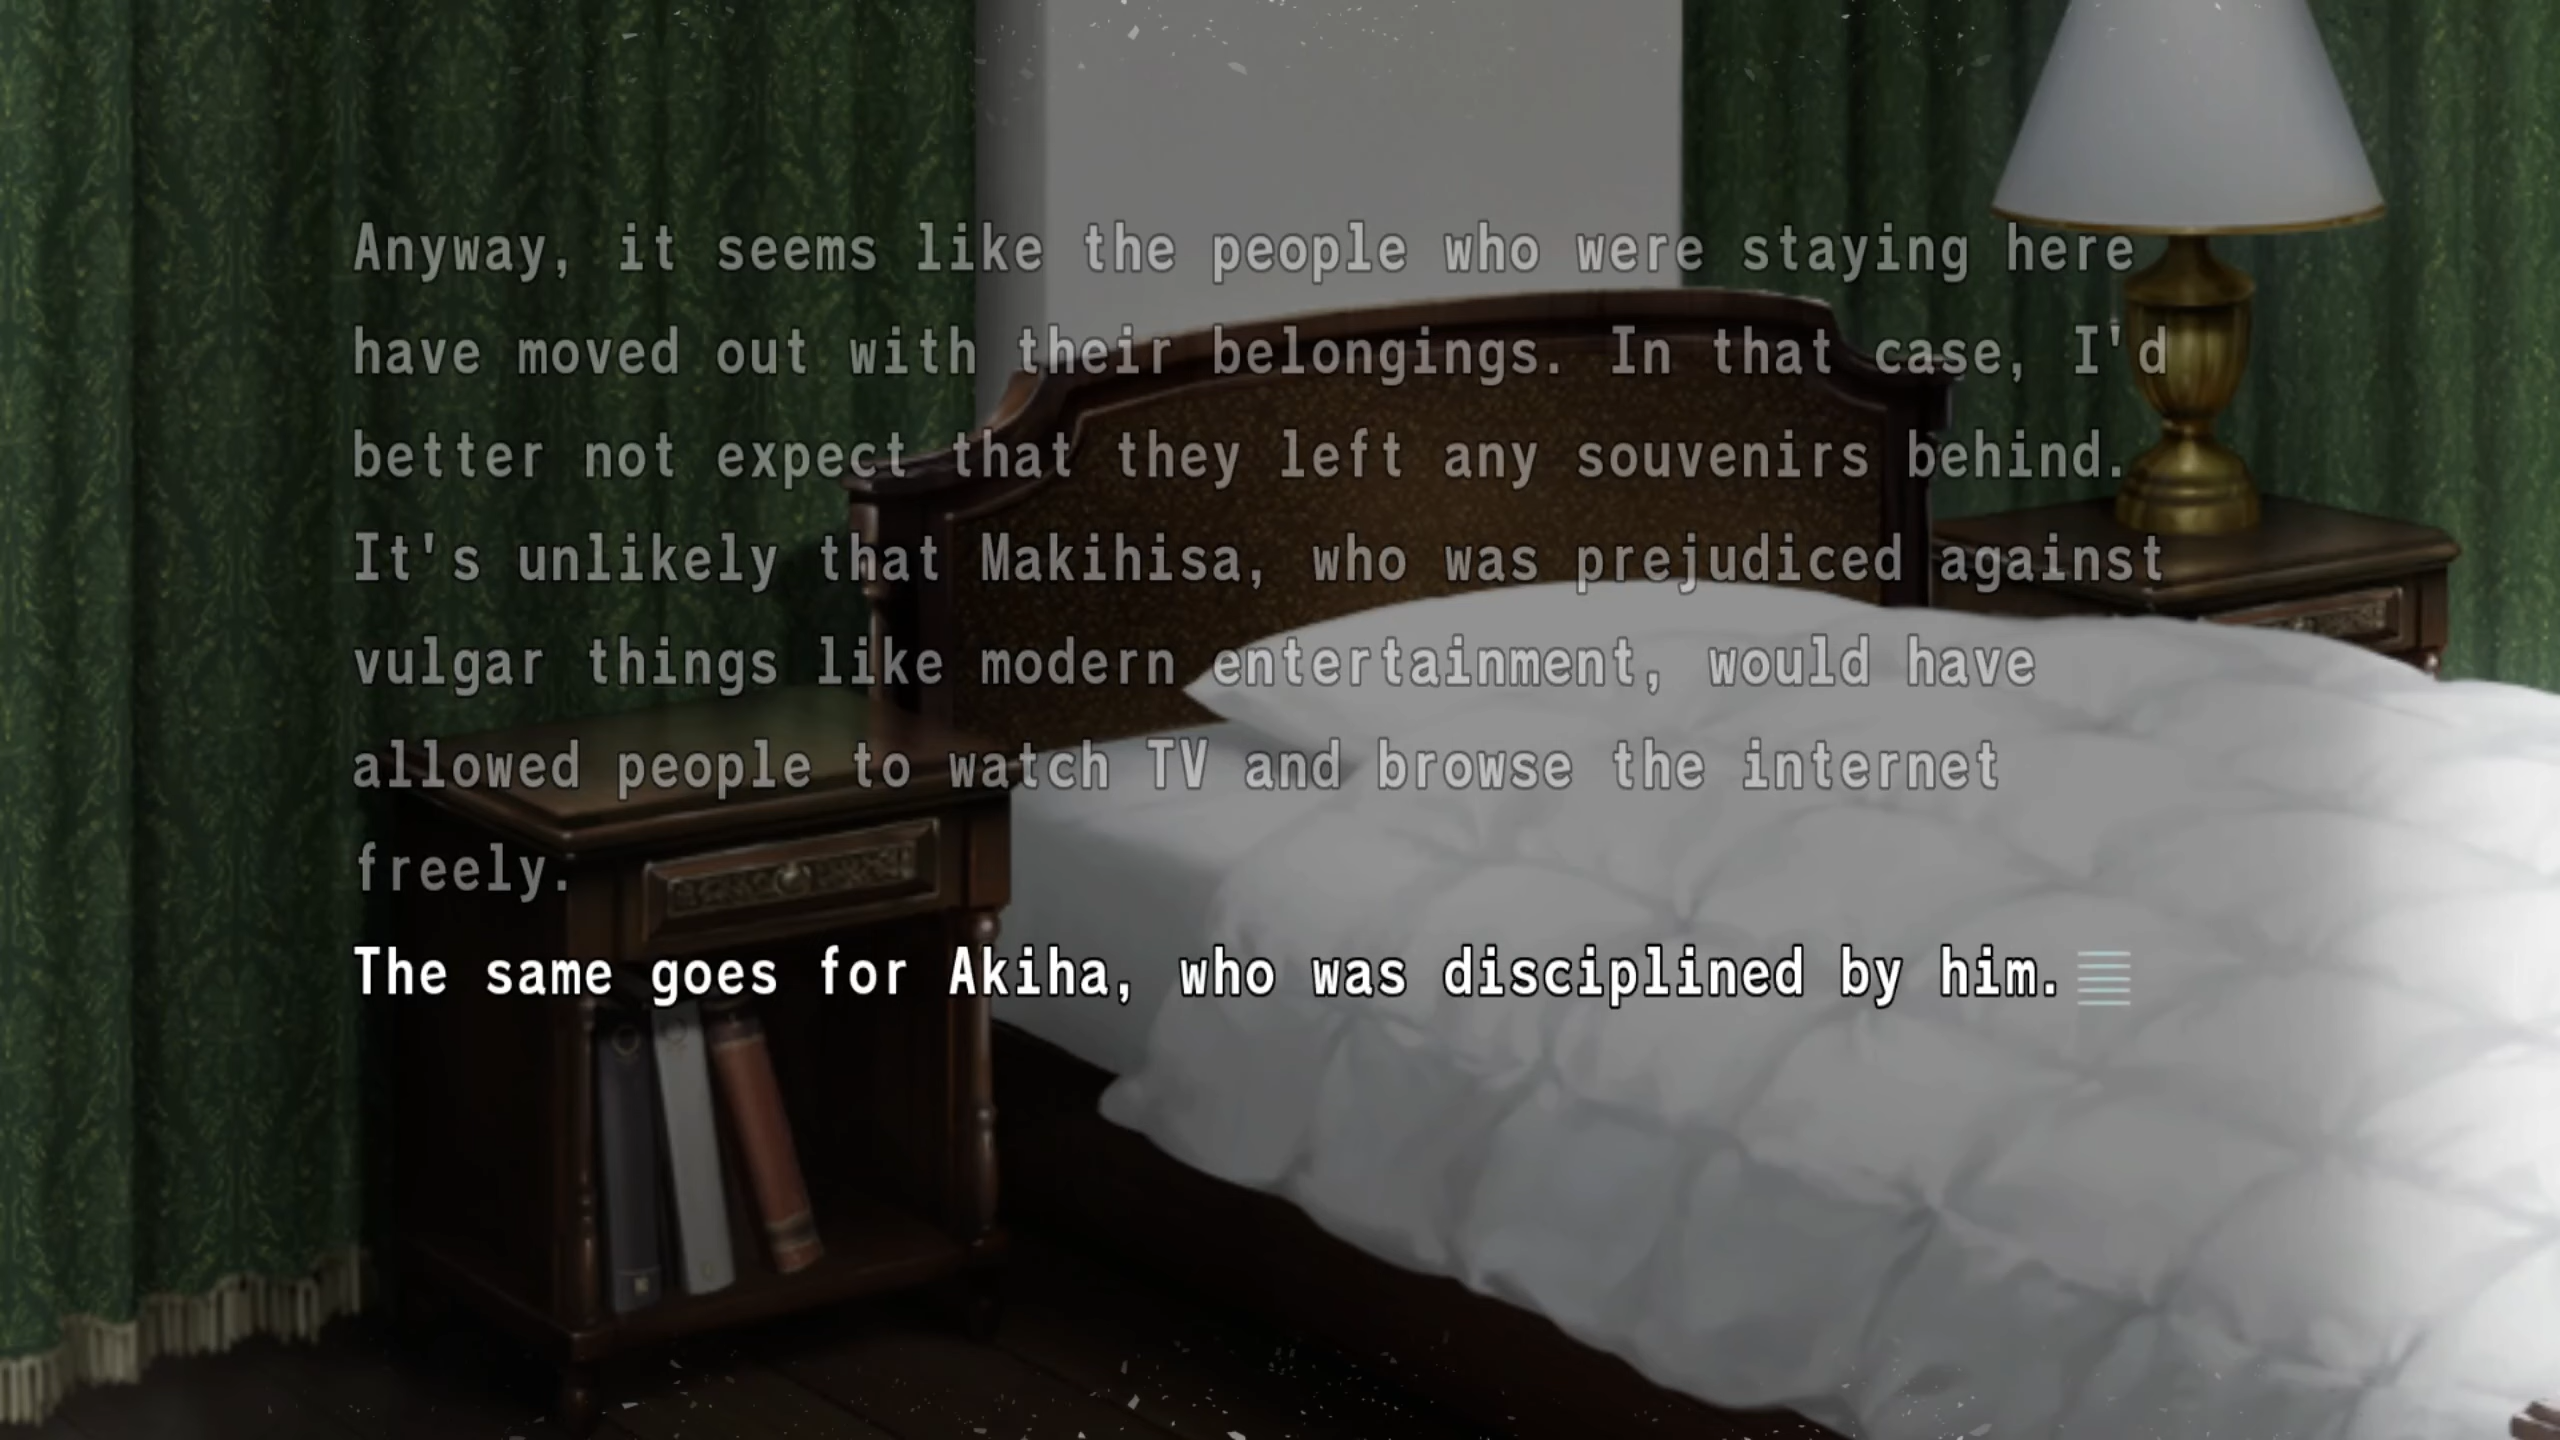 Anyway, it seems like the people who were staying here
have moved out with their belongings. In that case, I'd
better not expect that they left any souvenirs behind.
It's unlikely that Makihisa, who was prejudiced against
vulgar things like modern entertainment, would have
allowed people to watch TV and browse the internet
freely.
The same goes for Akiha, who was disciplined by him.